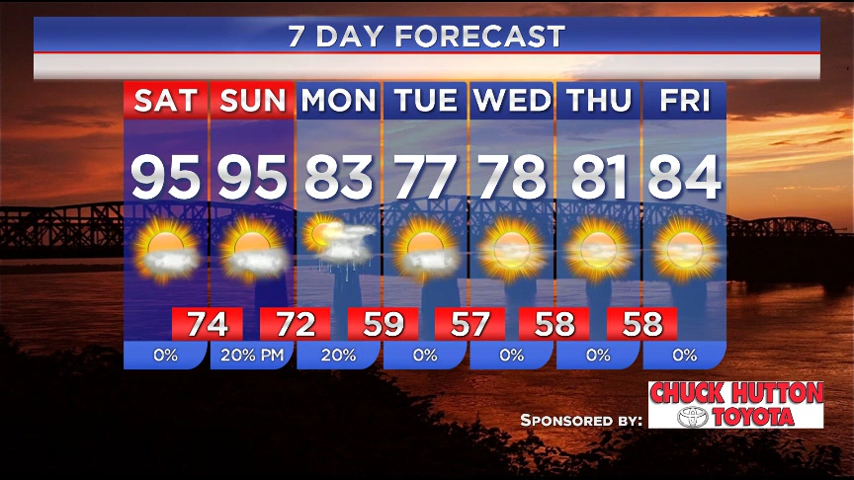 7 DAY FORECAST
SAT SUN MON TUE WED THU FRI
95 95 83 77 78 81 84
74 72 59 57 58 58
0% 20% PM 20% 0% 0% 0% 0%
SPONSORED BY: CHUCK HUTTON
TOYOTA